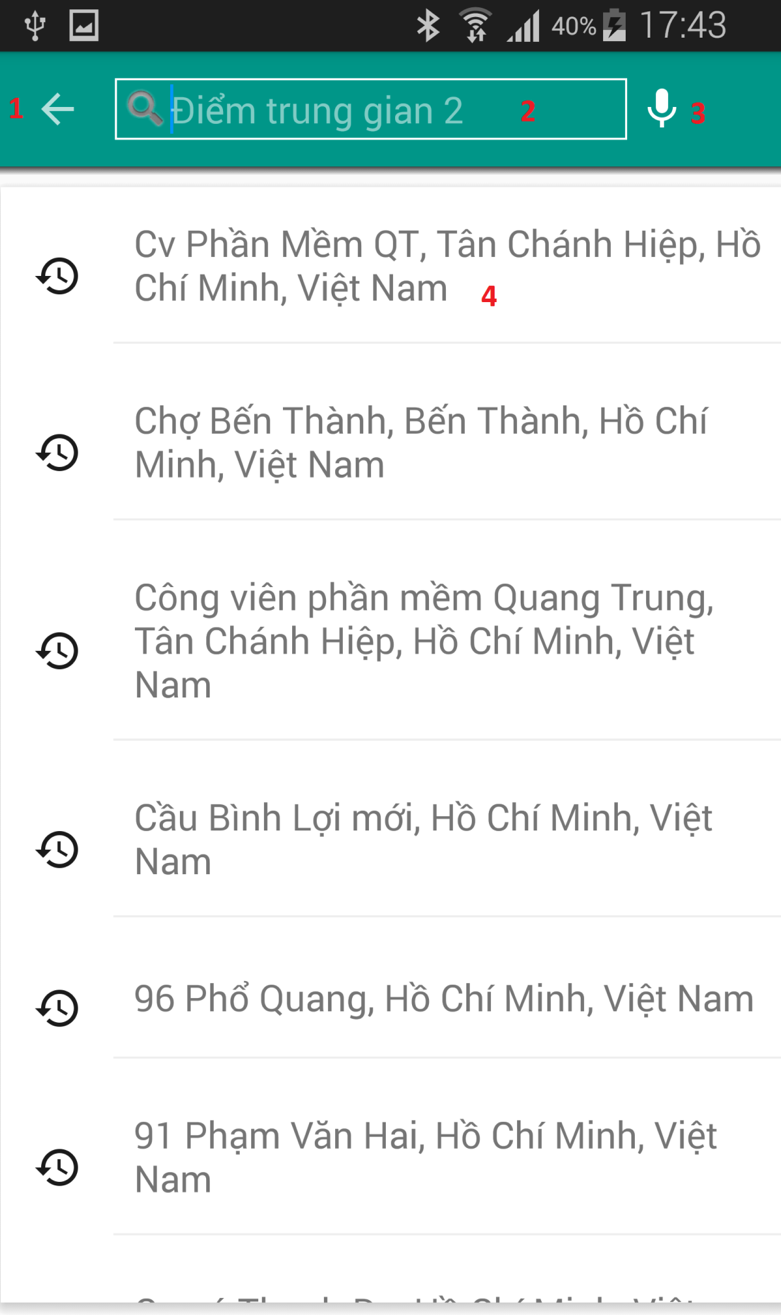 40% 17:43
1 Điểm trung gian 2 2 3
Cv Phần Mềm QT, Tân Chánh Hiệp, Hồ
Chí Minh, Việt Nam 4
Chợ Bến Thành, Bến Thành, Hồ Chí
Minh, Việt Nam
Công viên phần mềm Quang Trung,
Tân Chánh Hiệp, Hồ Chí Minh, Việt
Nam
Cầu Bình Lợi mới, Hồ Chí Minh, Việt
Nam
96 Phổ Quang, Hồ Chí Minh, Việt Nam
91 Phạm Văn Hai, Hồ Chí Minh, Việt
Nam